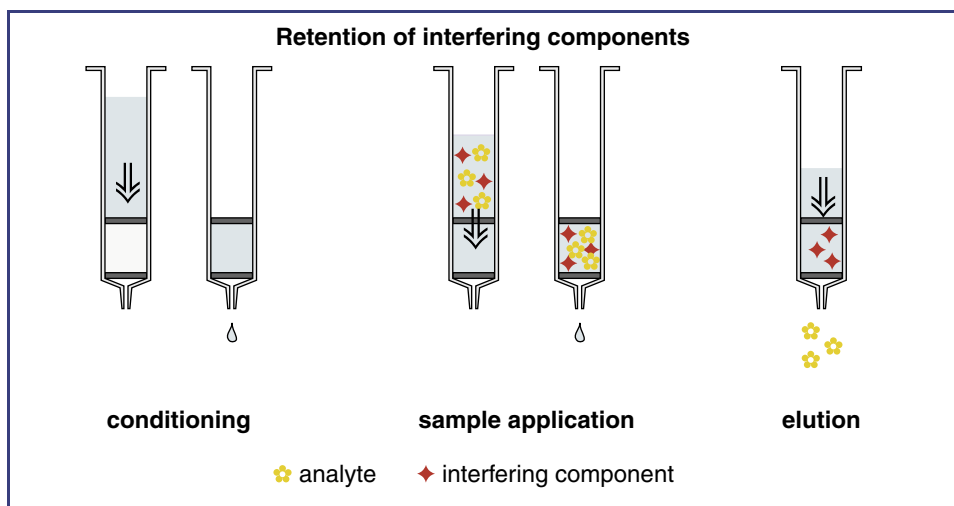 Retention of interfering components
conditioning
sample application
elution
analyte
interfering component